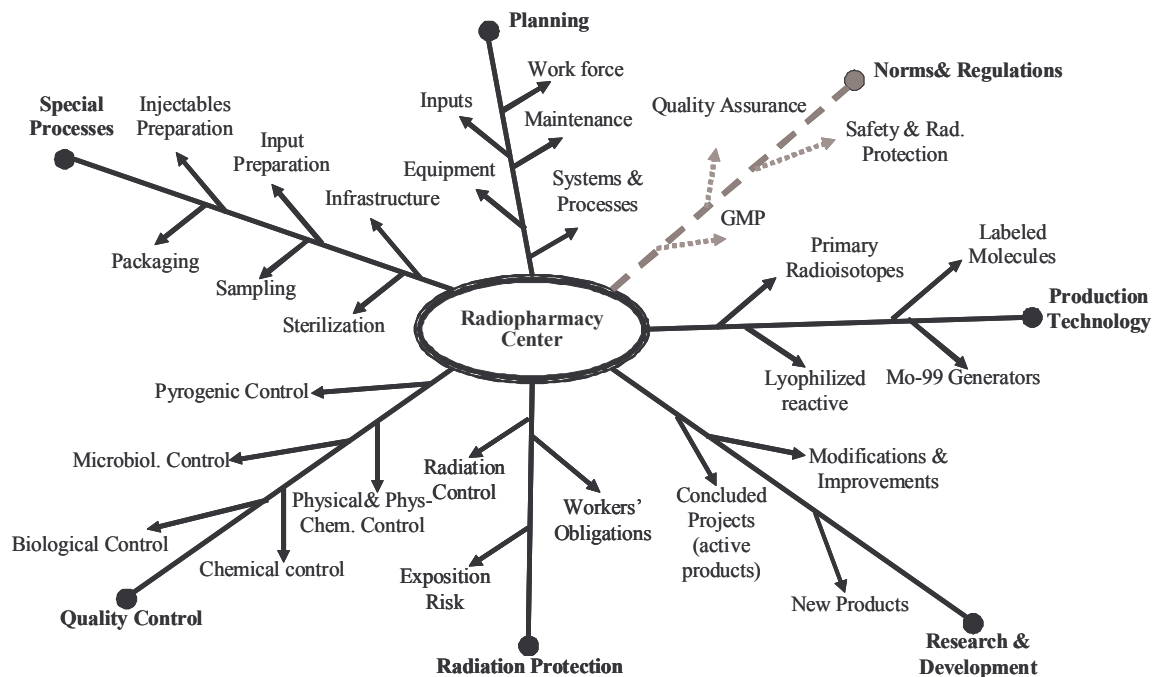 Planning
Work force
Inputs
Maintenance
Equipment
Systems &
Processes
Norms& Regulations
Quality Assurance
Safety & Rad.
Protection
GMP
Special
Processes
Injectables
Preparation
Input
Preparation
Infrastructure
Packaging
Sampling
Sterilization
Radiopharmacy
Center
Primary
Radioisotopes
Labeled
Molecules
Production
Technology
Lyophilized
reactive
Mo-99 Generators
Pyrogenic Control
Microbiol. Control
Physical& Phys-
Chem. Control
Biological Control
Chemical control
Quality Control
Radiation
Control
Workers’
Obligations
Exposition
Risk
Radiation Protection
Concluded
Projects
(active
products)
Modifications &
Improvements
New Products
Research &
Development